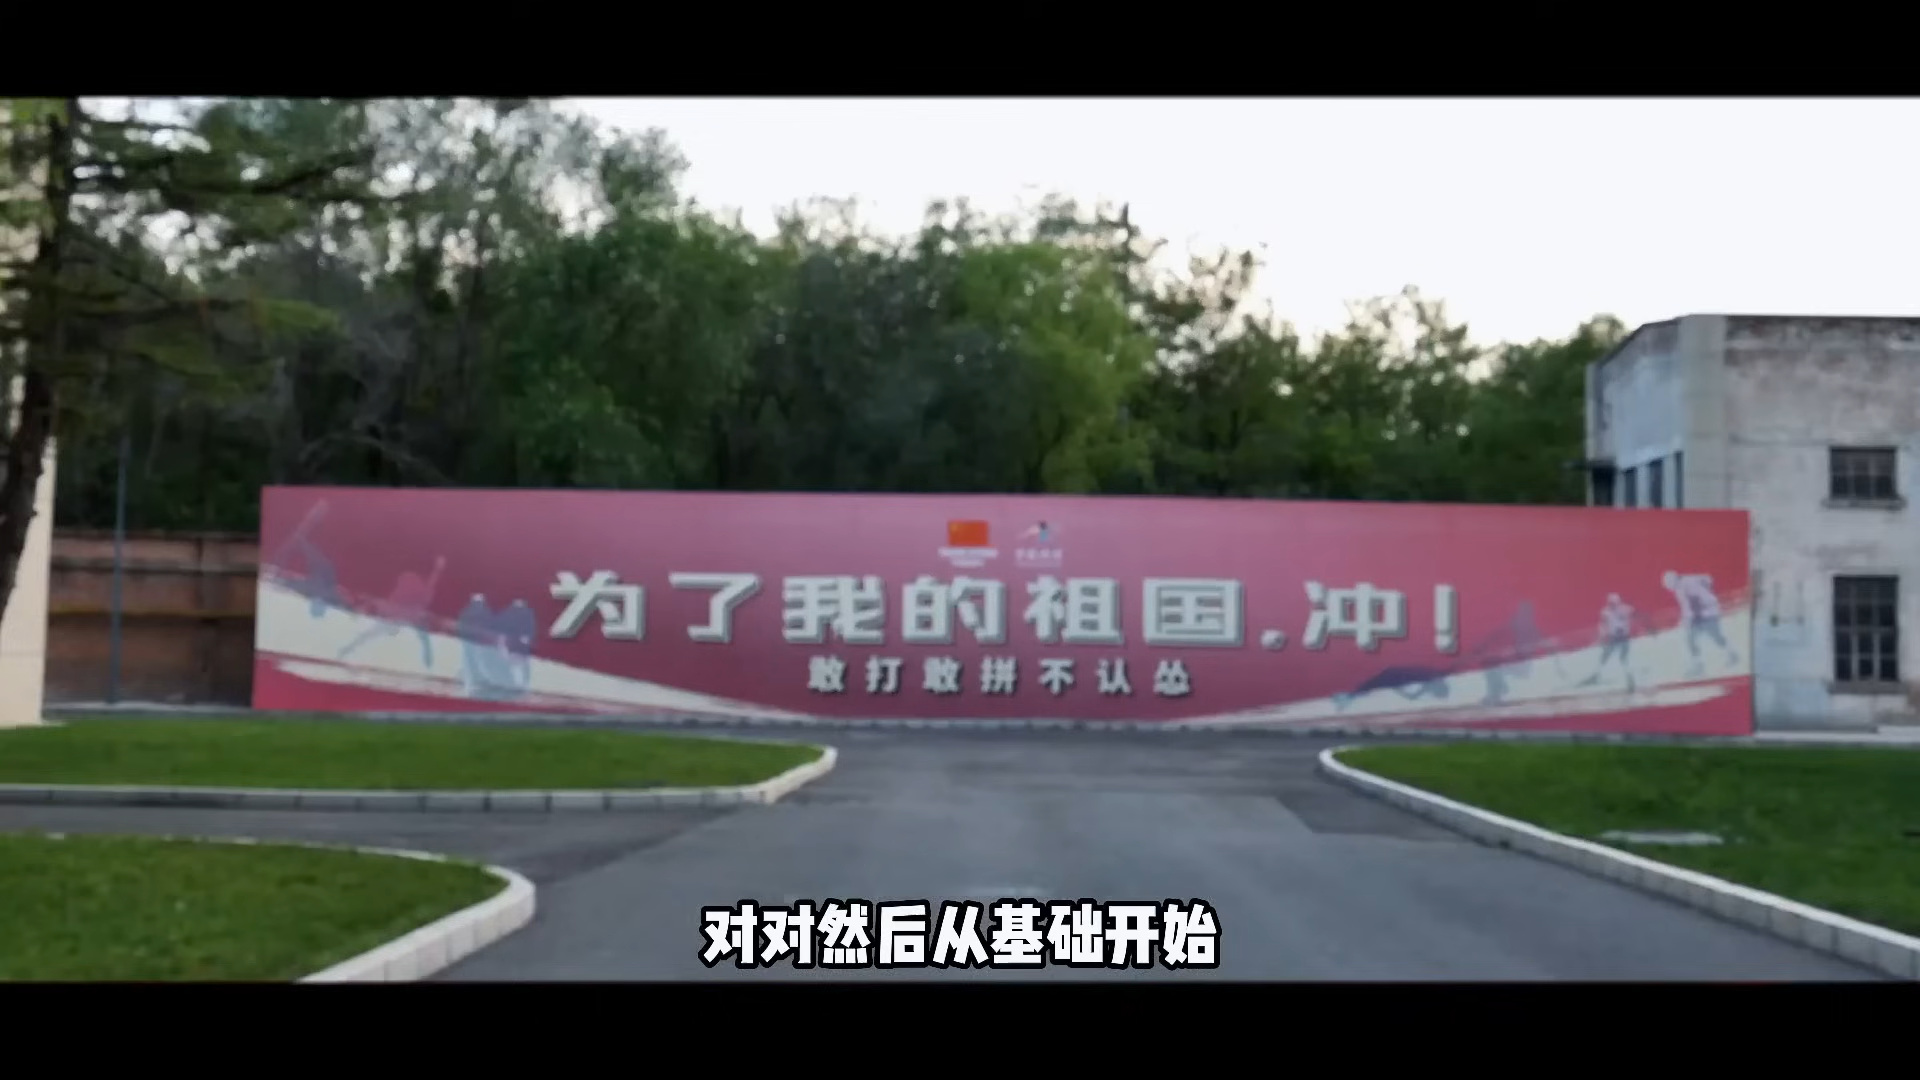 为了我的祖国.冲!
敢打敢拼不认怂
对对然后从基础开始